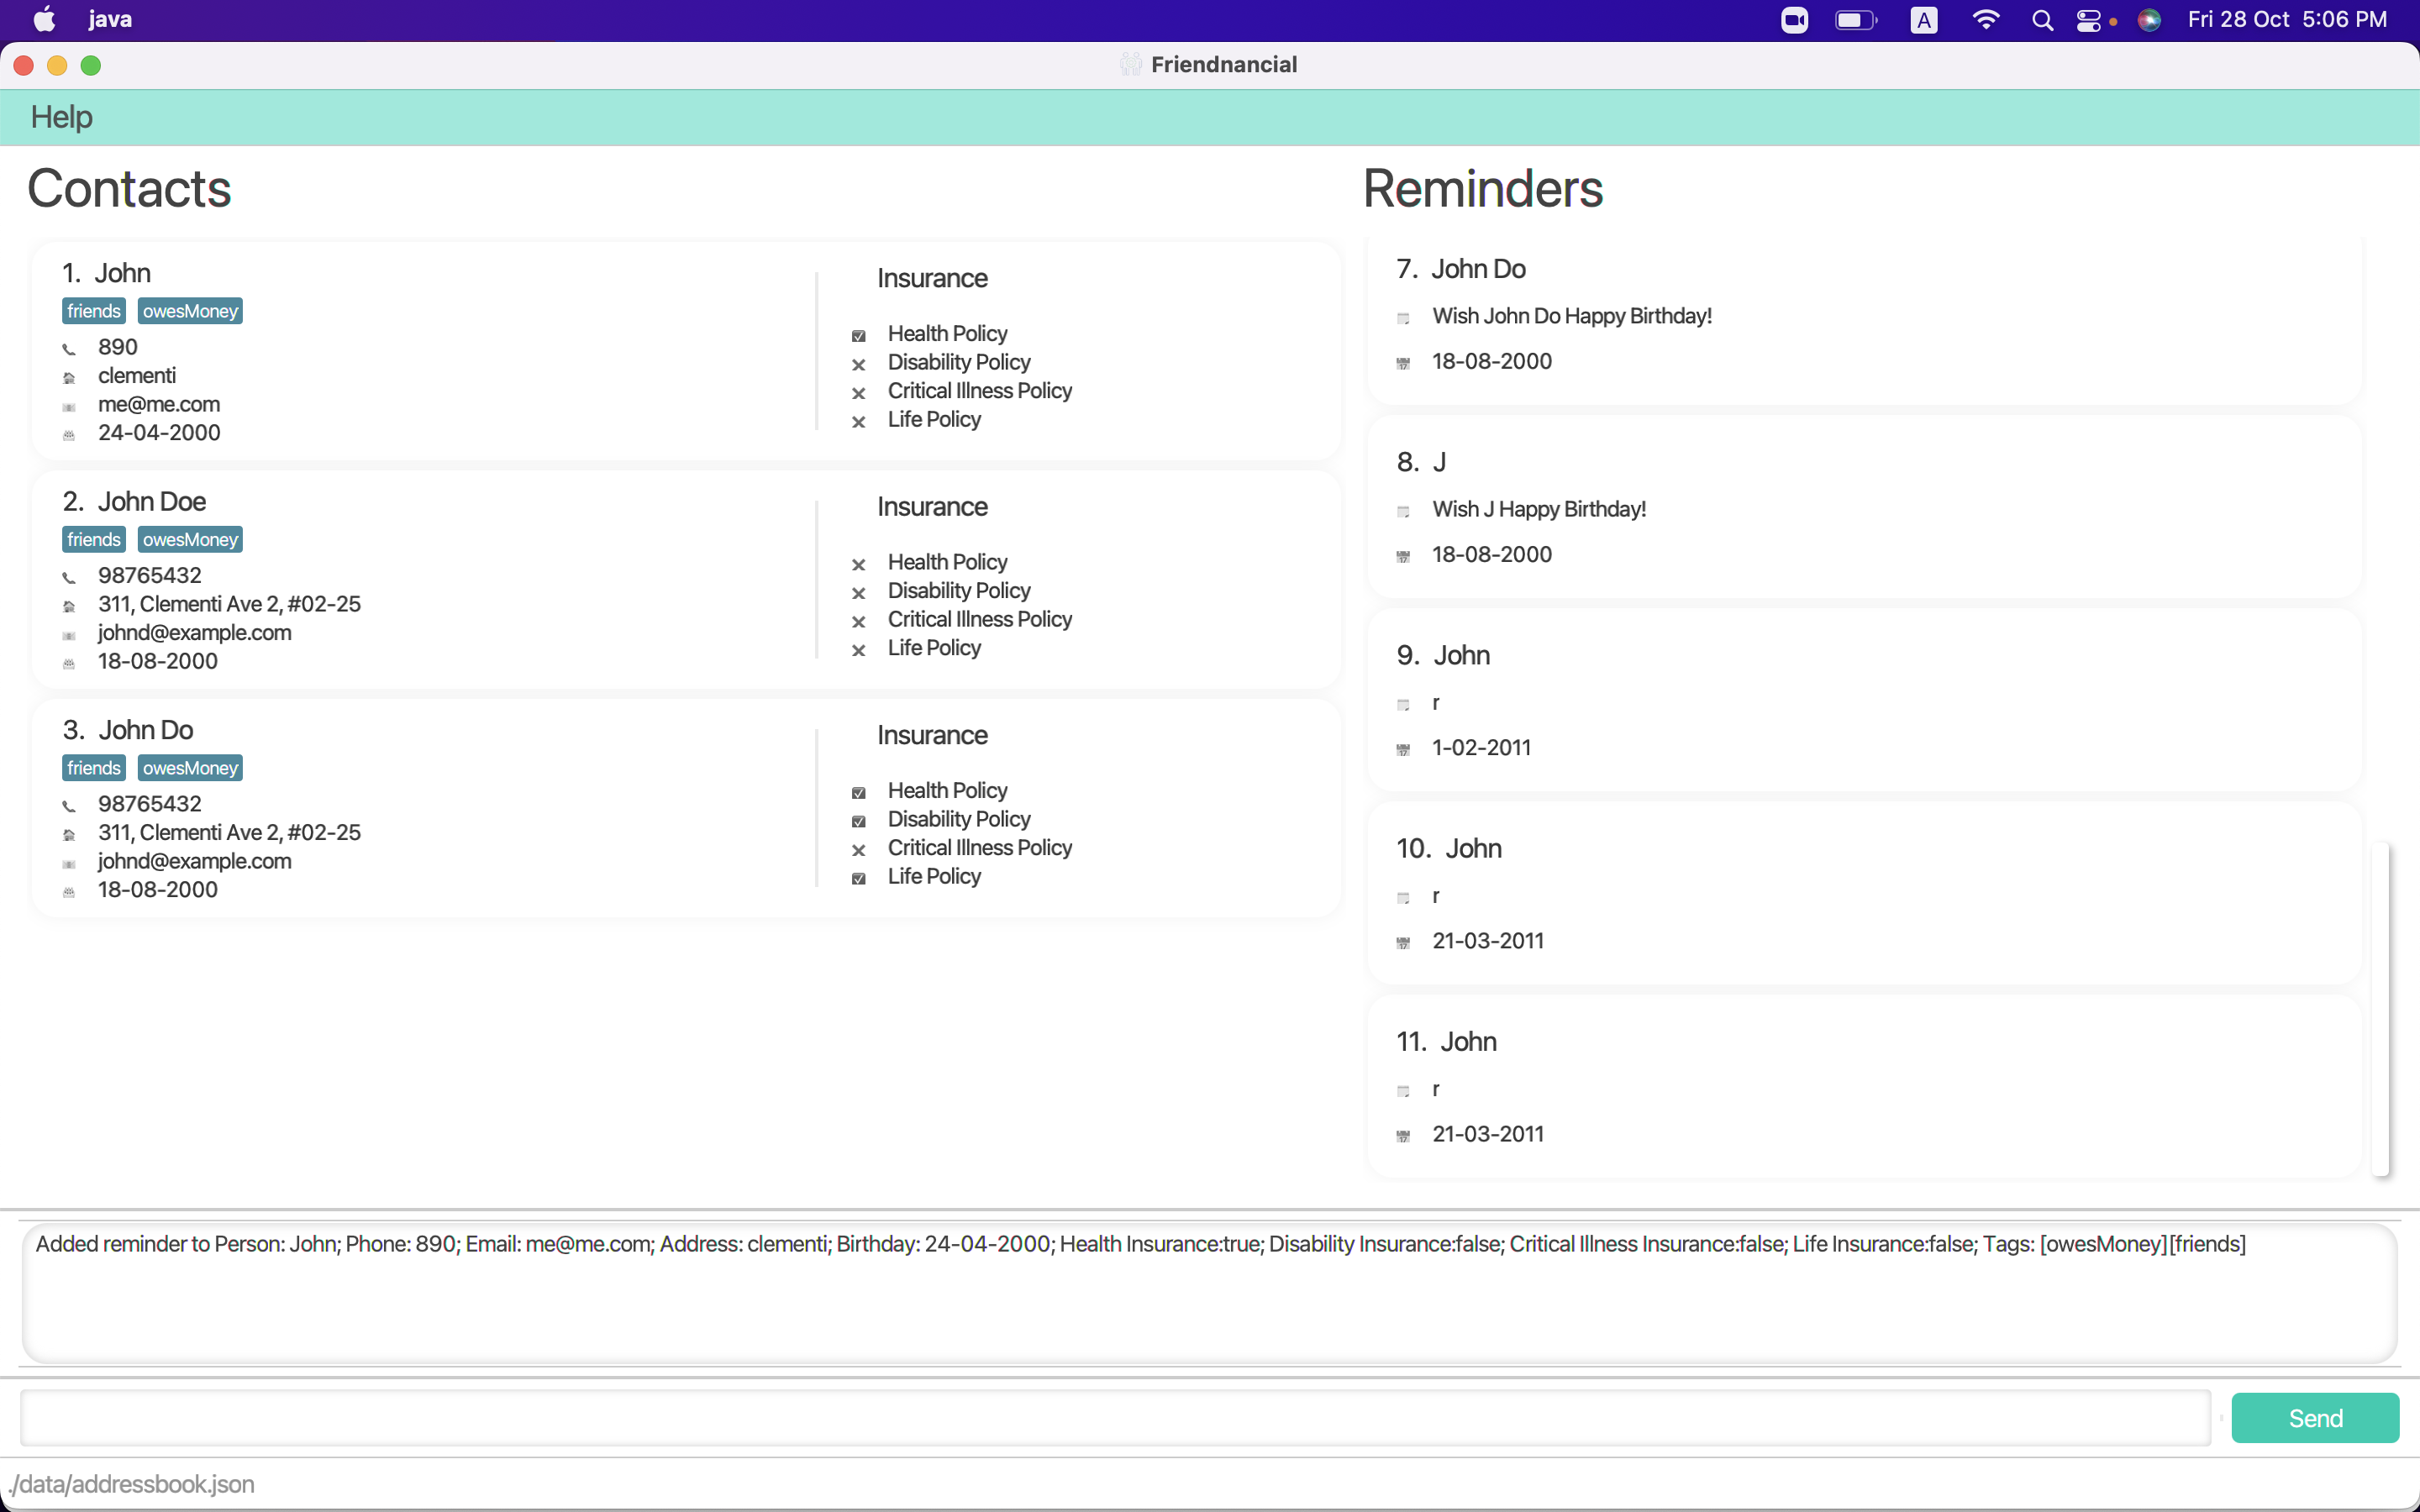 java
A
Fri 28 Oct 5:06 PM
Friendnancial
Help
Contacts
1. John
friends owesMoney
890
clementi
me@me.com
24-04-2000
Insurance
Health Policy
Disability Policy
Critical Illness Policy
Life Policy
2. John Doe
friends owesMoney
98765432
311, Clementi Ave 2, #02-25
johnd@example.com
18-08-2000
Insurance
Health Policy
Disability Policy
Critical Illness Policy
Life Policy
3. John Do
friends owesMoney
98765432
311, Clementi Ave 2, #02-25
johnd@example.com
18-08-2000
Insurance
Health Policy
Disability Policy
Critical Illness Policy
Life Policy
Reminders
7. John Do
Wish John Do Happy Birthday!
18-08-2000
8. J
Wish J Happy Birthday!
18-08-2000
9. John
r
1-02-2011
10. John
r
21-03-2011
11. John
r
21-03-2011
Added reminder to Person: John; Phone: 890; Email: me@me.com; Address: clementi; Birthday: 24-04-2000; Health Insurance:true; Disability Insurance:false; Critical Illness Insurance:false; Life Insurance:false; Tags: [owesMoney][friends]
Send
./data/addressbook.json